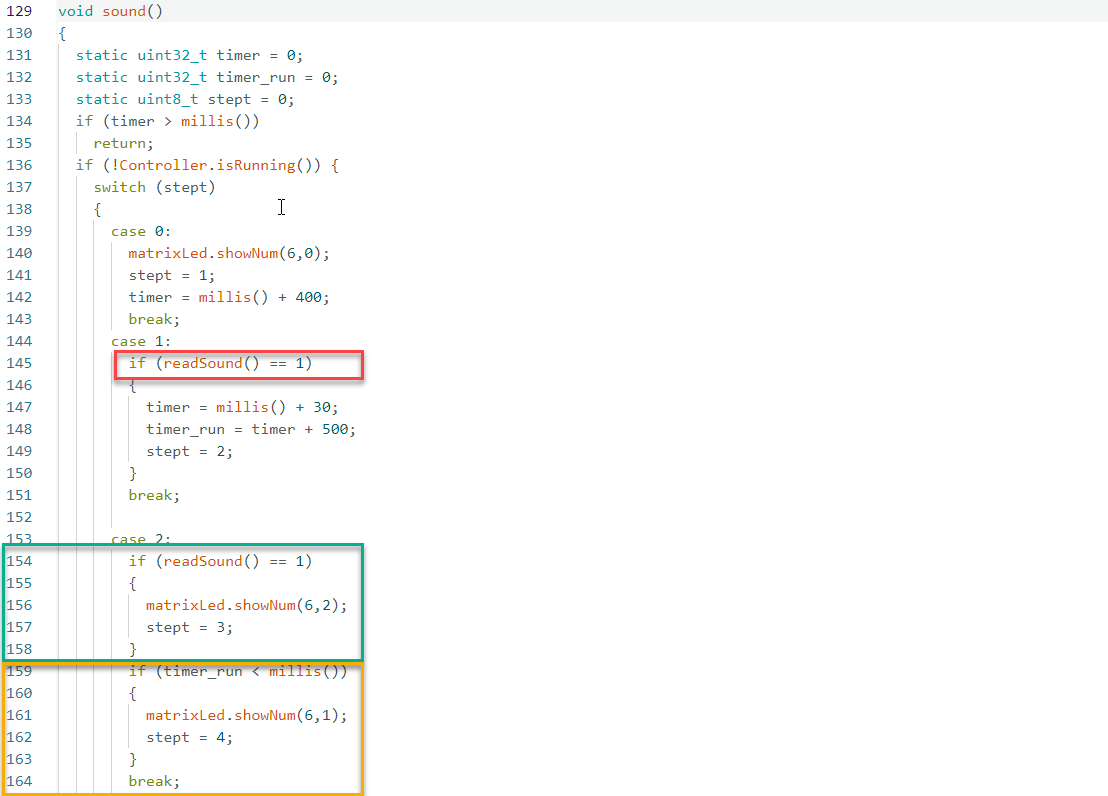 129 void sound()
130 {
131 static uint32_t timer = 0;
132 static uint32_t timer_run = 0;
133 static uint8_t stept = 0;
134 if (timer > millis())
135 return;
136 if (!Controller.isRunning()) {
137 switch (stept)
138 {
139 case 0:
140 matrixLed.showNum(6,0);
141 stept = 1;
142 timer = millis() + 400;
143 break;
144 case 1:
145 if (readSound() == 1)
146 {
147 timer = millis() + 30;
148 timer_run = timer + 500;
149 stept = 2;
150 }
151 break;
152
153 case 2:
154 if (readSound() == 1)
155 {
156 matrixLed.showNum(6,2);
157 stept = 3;
158 }
159 if (timer_run < millis())
160 {
161 matrixLed.showNum(6,1);
162 stept = 4;
163 }
164 break;